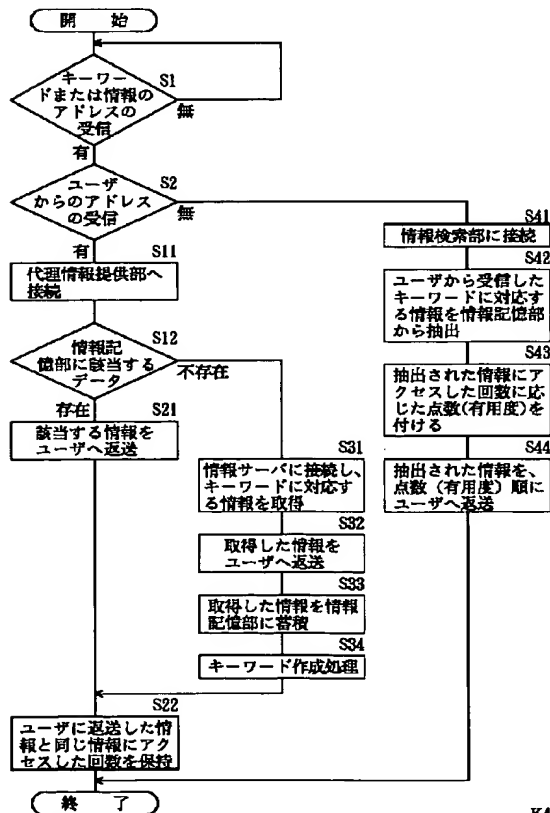 開　始
S1
キーワー
ドまたは情報の
アドレスの
受信
無
有
S2
ユーザ
からのアドレス
の受信
無
有
S11
代理情報提供部へ
接続
S12
情報記
憶部に該当する
データ
不存在
存在
S21
該当する情報を
ユーザへ返送
S31
情報サーバに接続し、
キーワードに対応す
る情報を取得
S32
取得した情報を
ユーザへ返送
S33
取得した情報を情報
記憶部に蓄積
S34
キーワード作成処理
S22
ユーザに返送した情
報と同じ情報にアク
セスした回数を保持
S41
情報検索部に接続
S42
ユーザから受信した
キーワードに対応す
る情報を情報記憶部
から抽出
S43
抽出された情報にア
クセスした回数に応
じた点数(有用度)を
付ける
S44
抽出された情報を、
点数（有用度）順に
ユーザへ返送
終　了